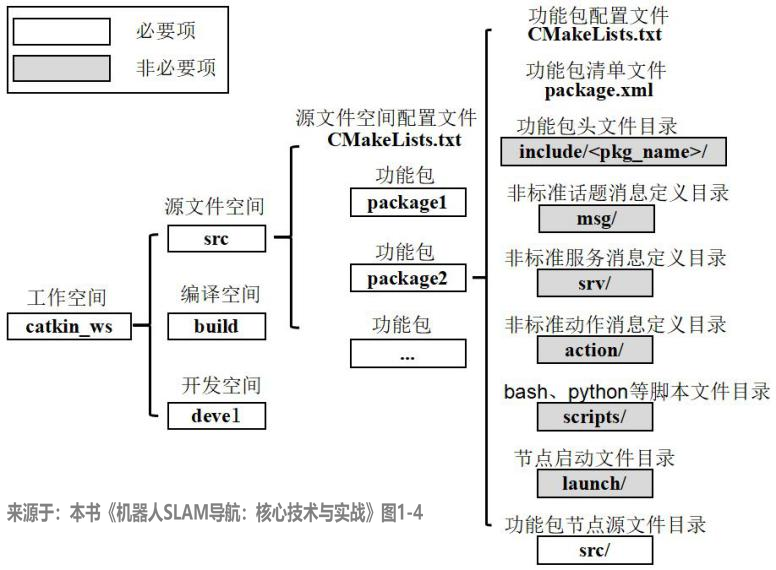 必要项
非必要项
工作空间
catkin_ws
源文件空间
src
编译空间
build
开发空间
devel
源文件空间配置文件
CMakeLists.txt
功能包
package1
功能包
package2
功能包
...
功能包配置文件
CMakeLists.txt
功能包清单文件
package.xml
功能包头文件目录
include/<pkg_name>/
非标准话题消息定义目录
msg/
非标准服务消息定义目录
srv/
非标准动作消息定义目录
action/
bash、python等脚本文件目录
scripts/
节点启动文件目录
launch/
功能包节点源文件目录
src/
来源于：本书《机器人SLAM导航：核心技术与实战》图1-4